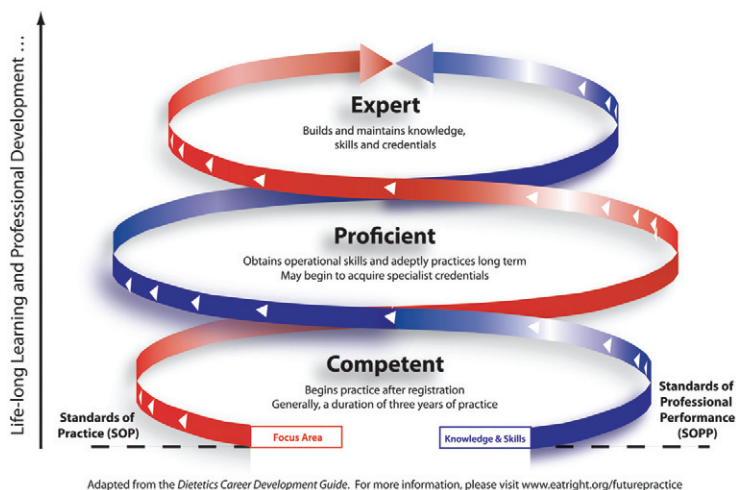 Life-long Learning and Professional Development ...
Expert
Builds and maintains knowledge,
skills and credentials
Proficient
Obtains operational skills and adeptly practices long term
May begin to acquire specialist credentials
Competent
Begins practice after registration
Generally, a duration of three years of practice
Standards of
Practice (SOP)
Focus Area
Knowledge & Skills
Standards of
Professional
Performance
(SOPP)
Adapted from the Dietetics Career Development Guide. For more information, please visit www.eatright.org/futurepractice